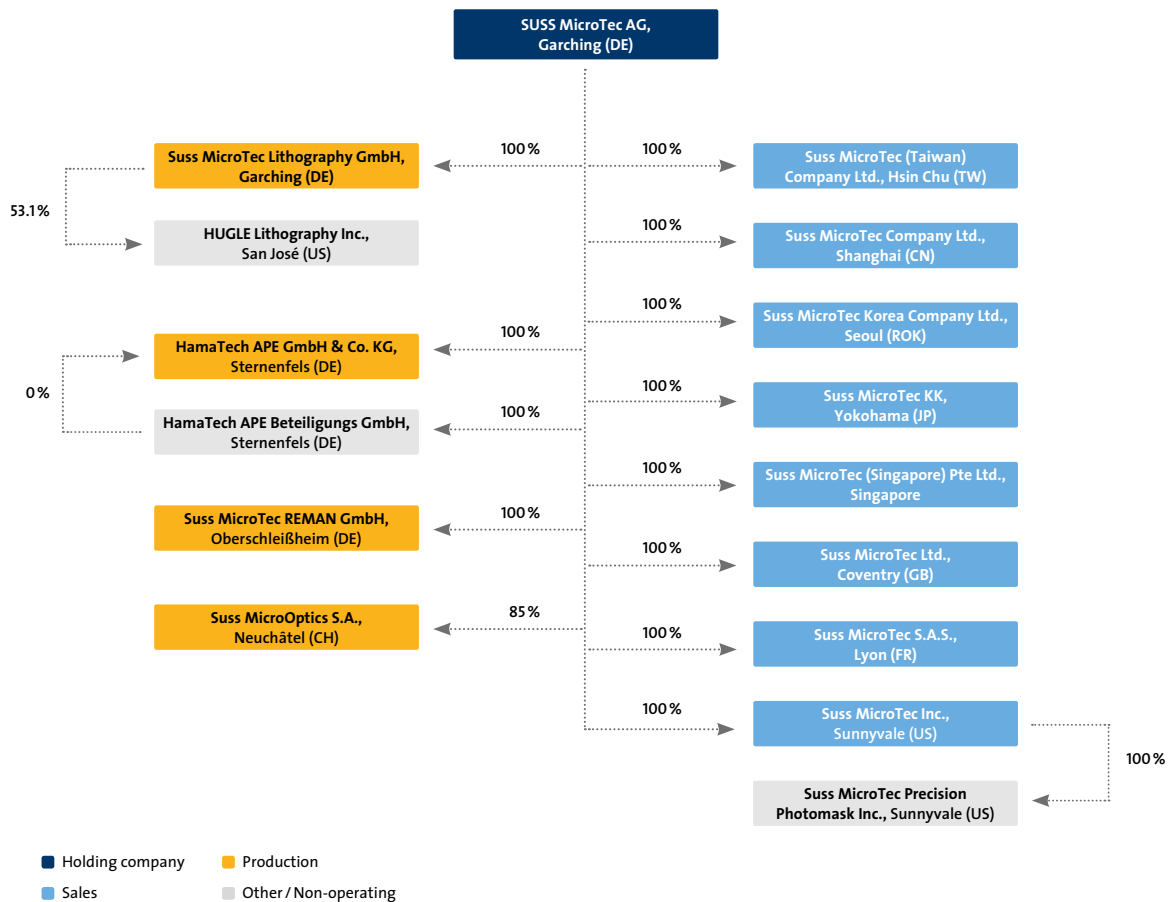 SUSS MicroTec AG,
Garching (DE)
100 %
100 %
Suss MicroTec Lithography GmbH,
Garching (DE)
Suss MicroTec (Taiwan)
Company Ltd., Hsin Chu (TW)
53.1 %
HUGLE Lithography Inc.,
San José (US)
100 %
Suss MicroTec Company Ltd.,
Shanghai (CN)
100 %
Suss MicroTec Korea Company Ltd.,
Seoul (ROK)
100 %
HamaTech APE GmbH & Co. KG,
Sternenfels (DE)
0 %
100 %
Suss MicroTec KK,
Yokohama (JP)
100 %
HamaTech APE Beteiligungs GmbH,
Sternenfels (DE)
100 %
Suss MicroTec (Singapore) Pte Ltd.,
Singapore
100 %
Suss MicroTec REMAN GmbH,
Oberschleißheim (DE)
100 %
Suss MicroTec Ltd.,
Coventry (GB)
85 %
Suss MicroOptics S.A.,
Neuchâtel (CH)
100 %
Suss MicroTec S.A.S.,
Lyon (FR)
100 %
Suss MicroTec Inc.,
Sunnyvale (US)
100 %
Suss MicroTec Precision
Photomask Inc., Sunnyvale (US)
Holding company
Production
Sales
Other / Non-operating